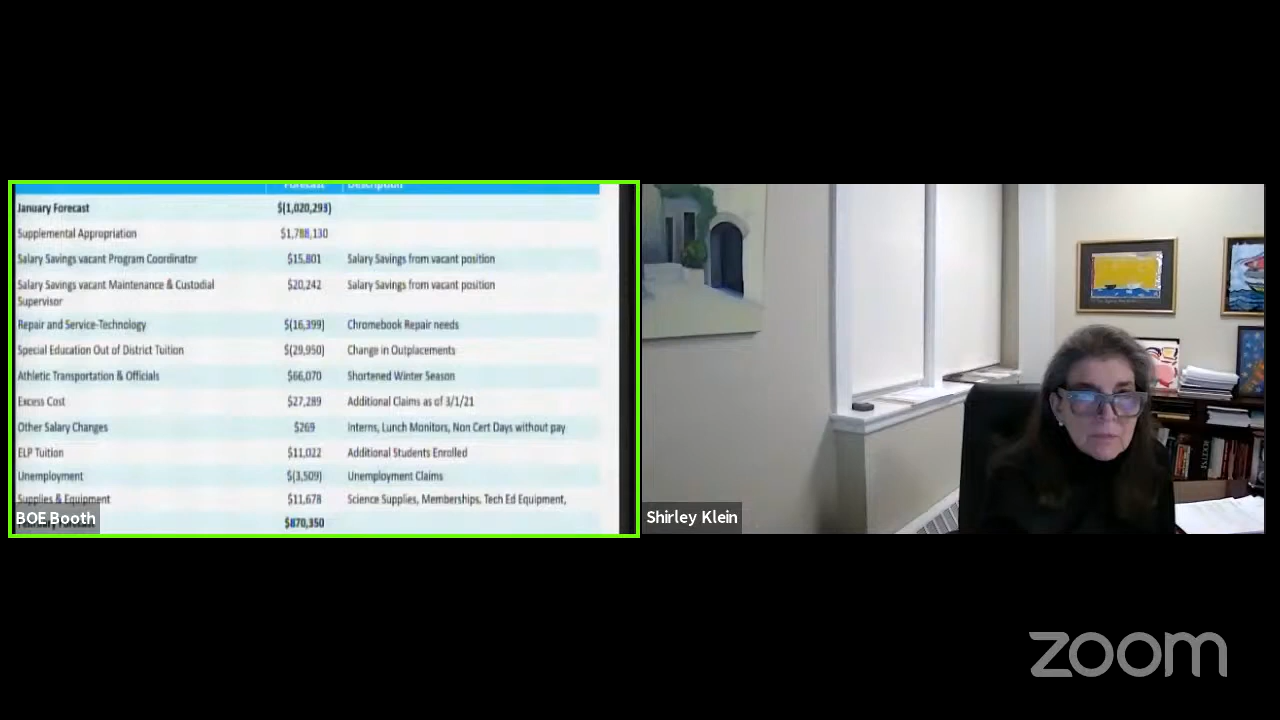 Forecast Description
January Forecast $(1,020,293)
Supplemental Appropriation $1,788,130
Salary Savings vacant Program Coordinator $15,801 Salary Savings from vacant position
Salary Savings vacant Maintenance & Custodial Supervisor $20,242 Salary Savings from vacant position
Repair and Service-Technology $(16,399) Chromebook Repair needs
Special Education Out of District Tuition $(29,950) Change in Outplacements
Athletic Transportation & Officials $66,070 Shortened Winter Season
Excess Cost $27,289 Additional Claims as of 3/1/21
Other Salary Changes $269 Interns, Lunch Monitors, Non Cert Days without pay
ELP Tuition $11,022 Additional Students Enrolled
Unemployment $(3,509) Unemployment Claims
Supplies & Equipment $11,678 Science Supplies, Memberships, Tech Ed Equipment,
$870,350
BOE Booth
Shirley Klein
zoom